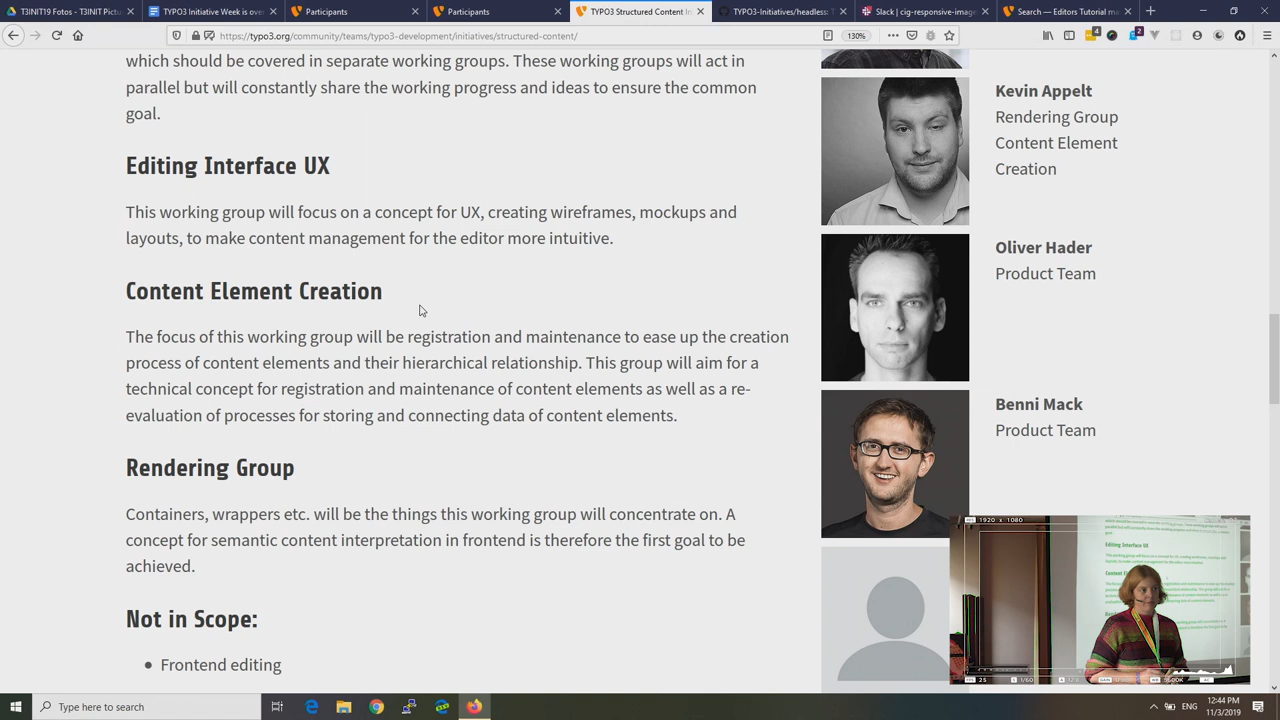 T3INIT19 Fotos – T3INIT Pictur
TYPO3 Initiative Week is over
Participants
Participants
TYPO3 Structured Content In
TYPO3-Initiatives/headless: T
Slack | cig-responsive-image
Search — Editors Tutorial ma
https://typo3.org/community/teams/typo3-development/initiatives/structured-content/
130%
4
2
which should be covered in separate working groups. These working groups will act in
parallel but will constantly share the working progress and ideas to ensure the common
goal.
Editing Interface UX
This working group will focus on a concept for UX, creating wireframes, mockups and
layouts, to make content management for the editor more intuitive.
Content Element Creation
The focus of this working group will be registration and maintenance to ease up the creation
process of content elements and their hierarchical relationship. This group will aim for a
technical concept for registration and maintenance of content elements as well as a re-
evaluation of processes for storing and connecting data of content elements.
Rendering Group
Containers, wrappers etc. will be the things this working group will concentrate on. A
concept for semantic content interpretation in frontend is therefore the first goal to be
achieved.
Not in Scope:
Frontend editing
Kevin Appelt
Rendering Group
Content Element
Creation
Oliver Hader
Product Team
Benni Mack
Product Team
1920 x 1080
Editing Interface UX
25
1/60
5600K
Type here to search
ENG
12:44 PM
11/3/2019